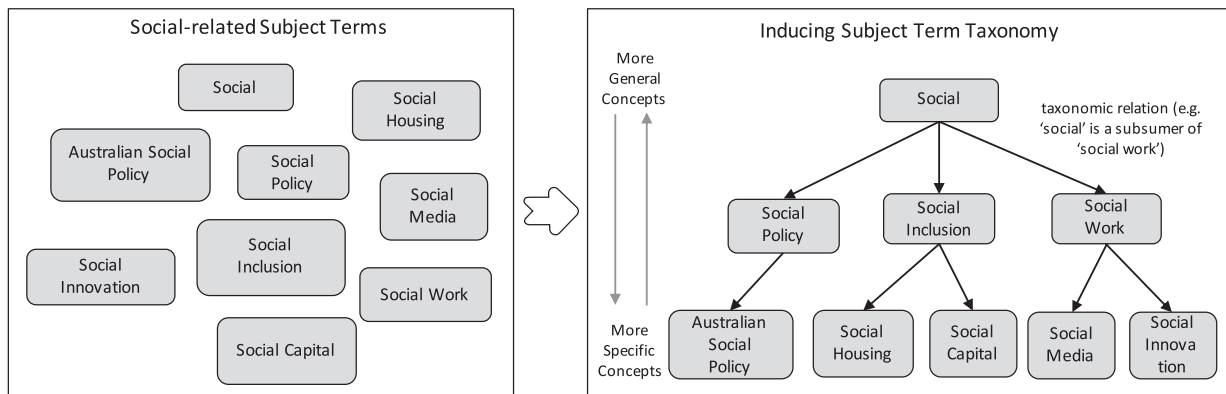 Social-related Subject Terms
Social
Social
Housing
Australian Social
Policy
Social
Policy
Social
Media
Social
Inclusion
Social
Innovation
Social Work
Social Capital
Inducing Subject Term Taxonomy
More
General
Concepts
Social
taxonomic relation (e.g.
‘social’ is a subsumer of
‘social work’)
Social
Policy
Social
Inclusion
Social
Work
More
Specific
Concepts
Australian
Social
Policy
Social
Housing
Social
Capital
Social
Media
Social
Innova
tion